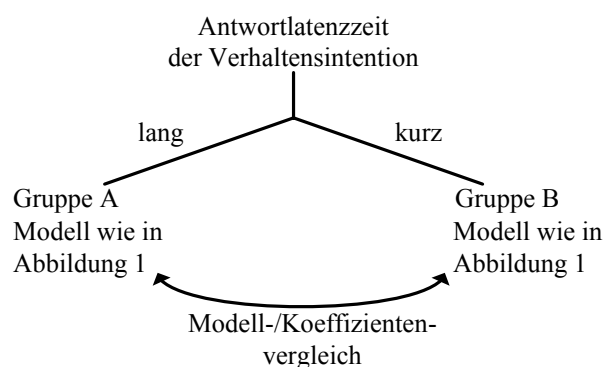 Antwortlatenzzeit
der Verhaltensintention
lang
kurz
Gruppe A
Modell wie in
Abbildung 1
Gruppe B
Modell wie in
Abbildung 1
Modell-/Koeffizienten-
vergleich